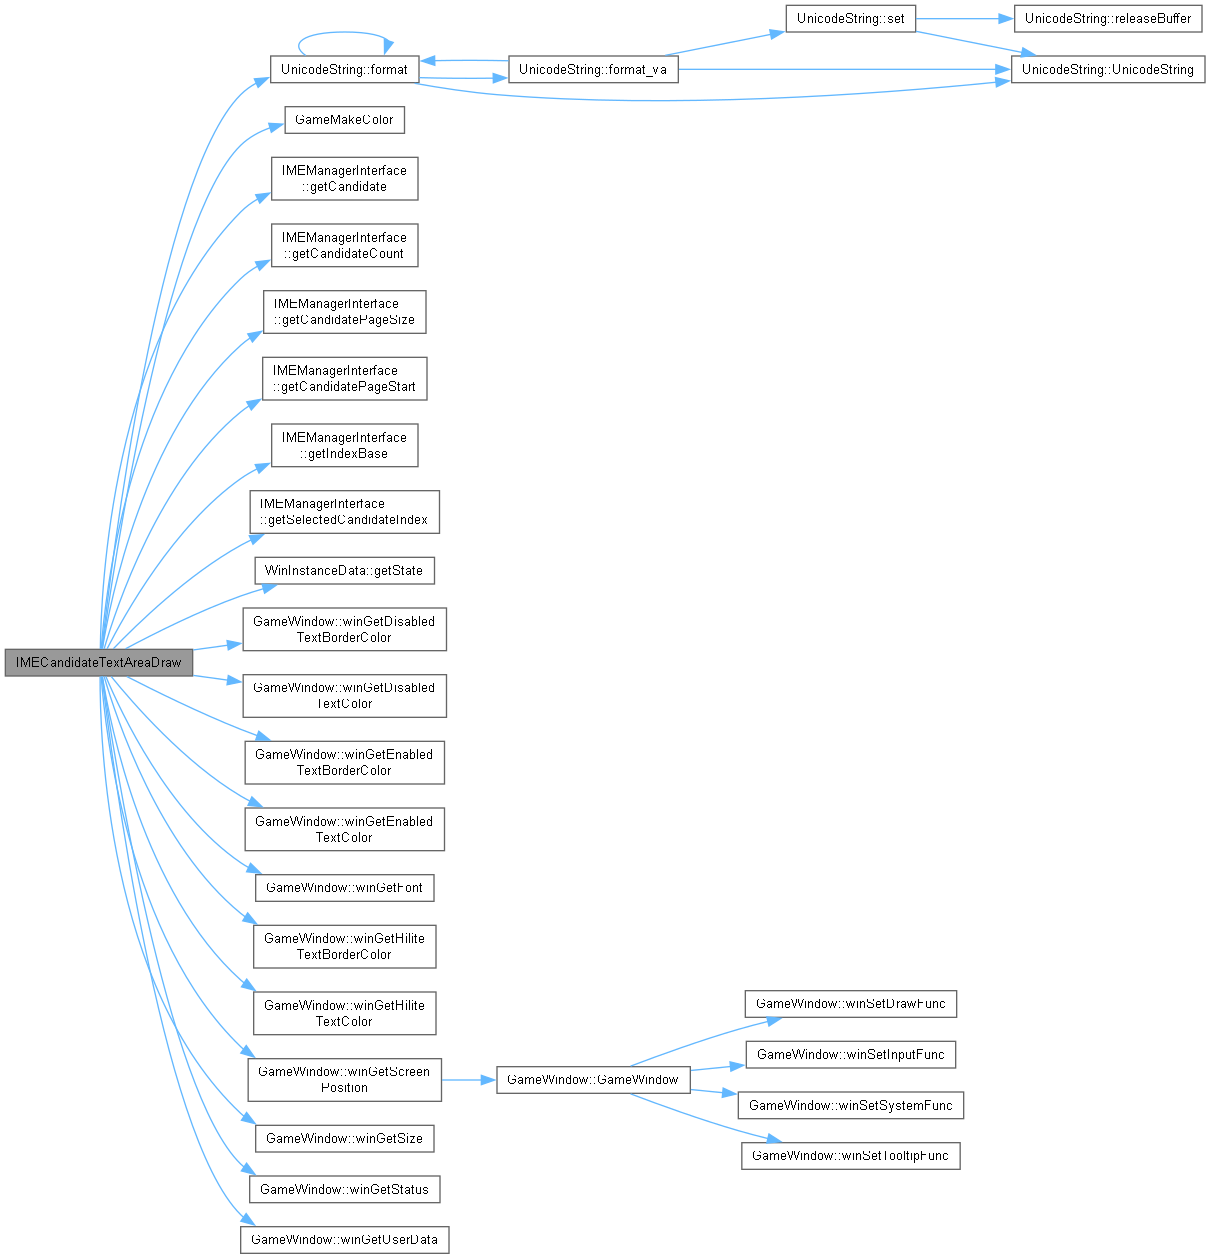 UnicodeString::set
UnicodeString::releaseBuffer
UnicodeString::format
UnicodeString::format_va
UnicodeString::UnicodeString
GameMakeColor
IMEManagerInterface
::getCandidate
IMEManagerInterface
::getCandidateCount
IMEManagerInterface
::getCandidatePageSize
IMEManagerInterface
::getCandidatePageStart
IMEManagerInterface
::getIndexBase
IMEManagerInterface
::getSelectedCandidateIndex
WinInstanceData::getState
GameWindow::winGetDisabled
TextBorderColor
IMECandidateTextAreaDraw
GameWindow::winGetDisabled
TextColor
GameWindow::winGetEnabled
TextBorderColor
GameWindow::winGetEnabled
TextColor
GameWindow::winGetFont
GameWindow::winGetHilite
TextBorderColor
GameWindow::winGetHilite
TextColor
GameWindow::winGetScreen
Position
GameWindow::GameWindow
GameWindow::winSetDrawFunc
GameWindow::winSetInputFunc
GameWindow::winSetSystemFunc
GameWindow::winSetTooltipFunc
GameWindow::winGetSize
GameWindow::winGetStatus
GameWindow::winGetUserData